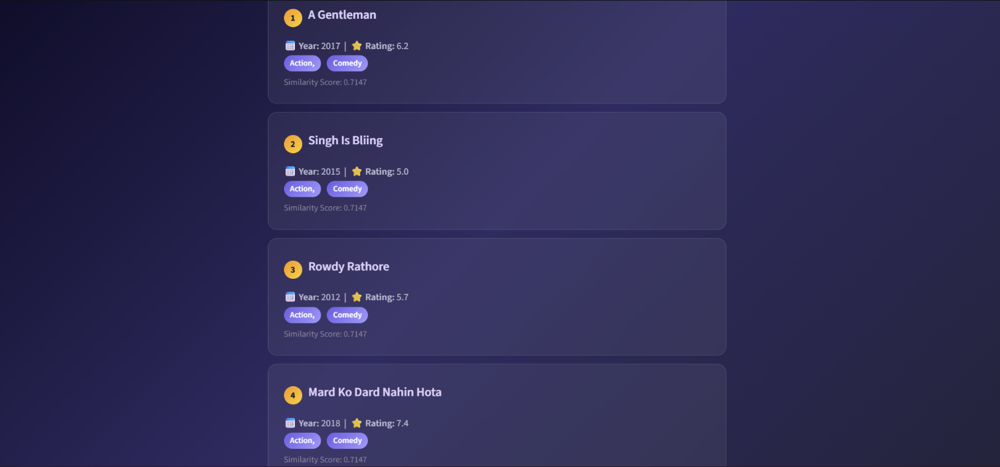 1 A Gentleman
Year: 2017 | Rating: 6.2
Action, Comedy
Similarity Score: 0.7147
2 Singh Is Bliing
Year: 2015 | Rating: 5.0
Action, Comedy
Similarity Score: 0.7147
3 Rowdy Rathore
Year: 2012 | Rating: 5.7
Action, Comedy
Similarity Score: 0.7147
4 Mard Ko Dard Nahin Hota
Year: 2018 | Rating: 7.4
Action, Comedy
Similarity Score: 0.7147